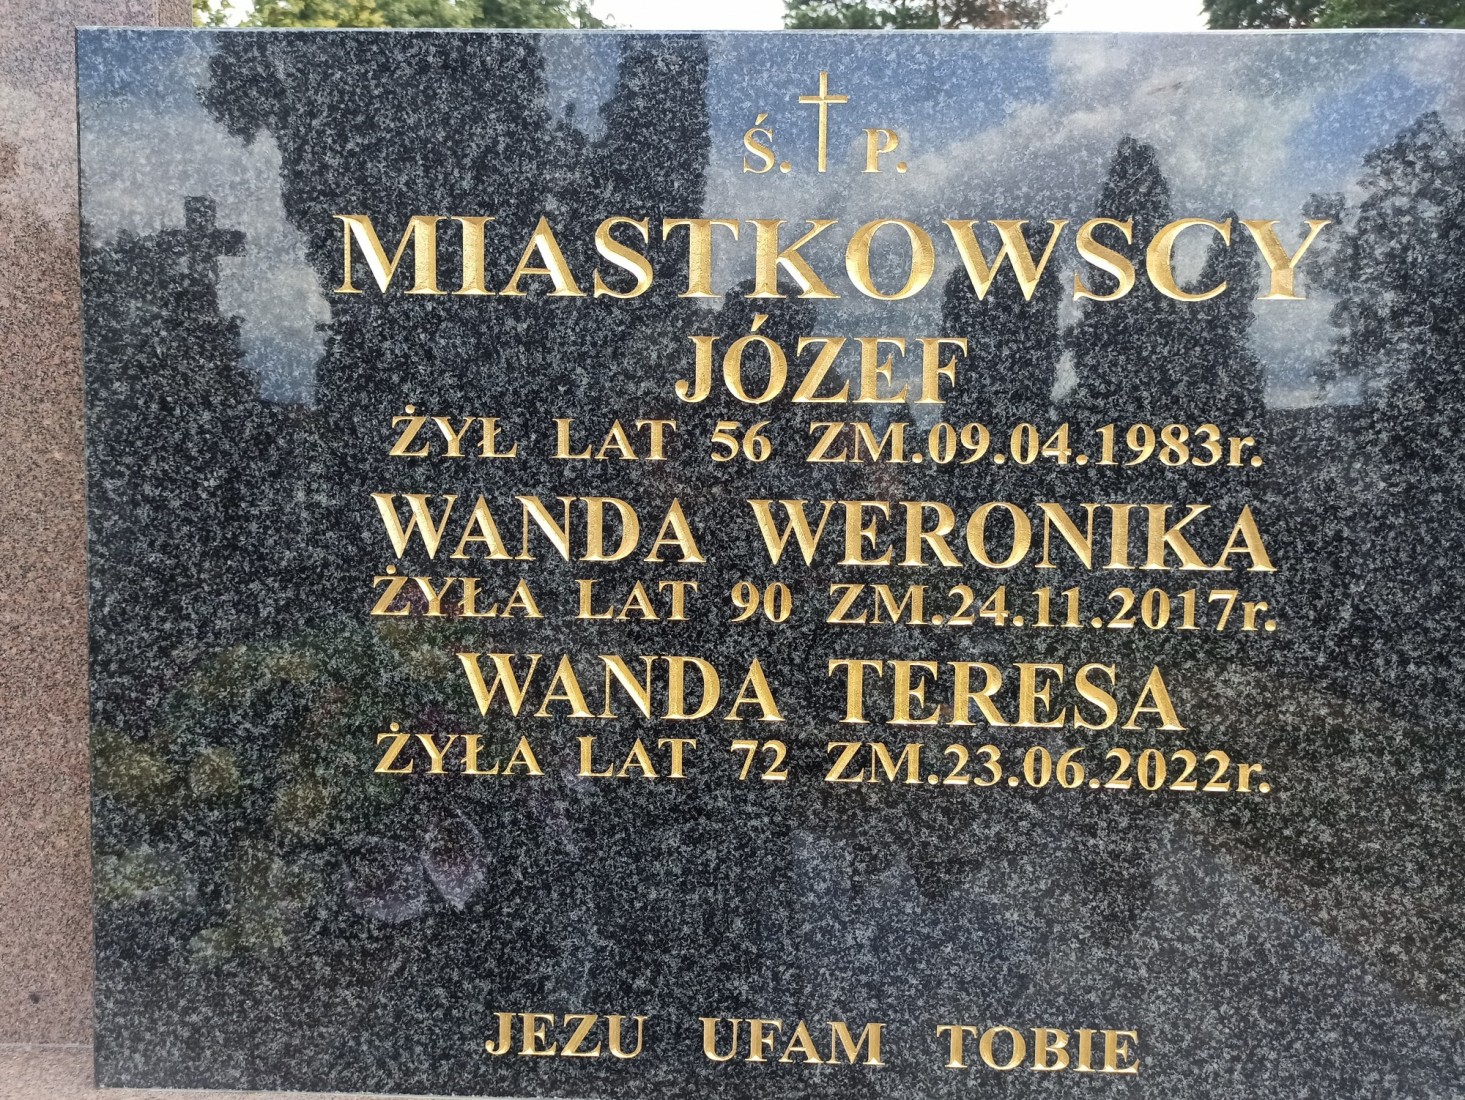 Ś. P.
MIASTKOWSCY
JÓZEF
ŻYŁ LAT 56 ZM.09.04.1983r.
WANDA WERONIKA
ŻYŁA LAT 90 ZM.24.11.2017r.
WANDA TERESA
ŻYŁA LAT 72 ZM.23.06.2022r.
JEZU UFAM TOBIE